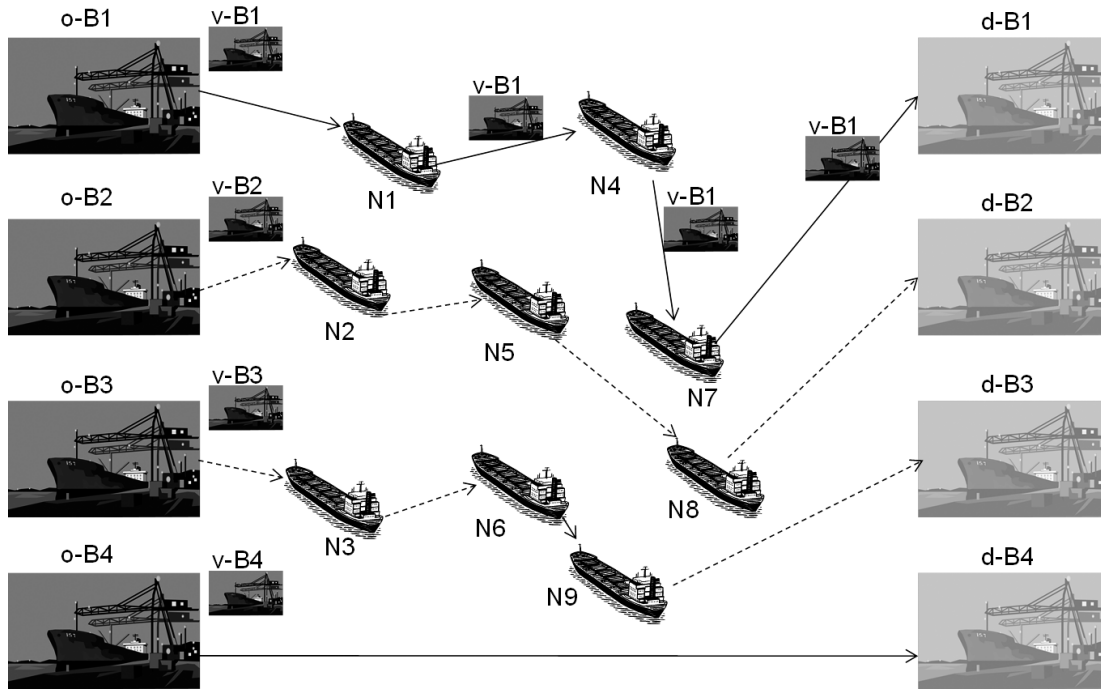 o-B1
v-B1
d-B1
v-B1
v-B1
N1
N4
o-B2
v-B2
v-B1
d-B2
N2
N5
N7
o-B3
v-B3
d-B3
N3
N6
N8
o-B4
v-B4
d-B4
N9